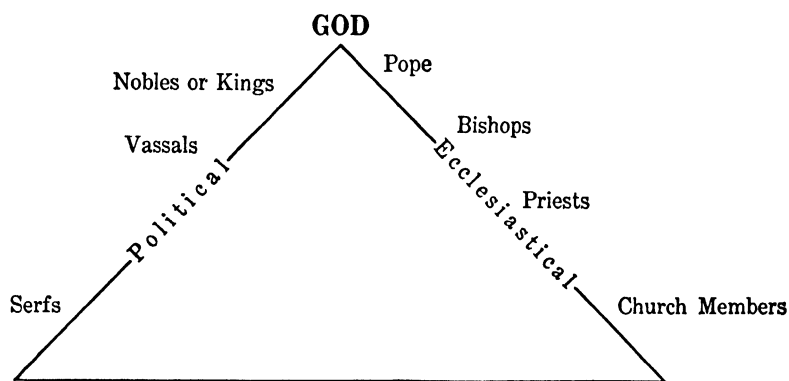 GOD
Pope
Nobles or Kings
Bishops
Vassals
Political
Ecclesiastical
Priests
Serfs
Church Members